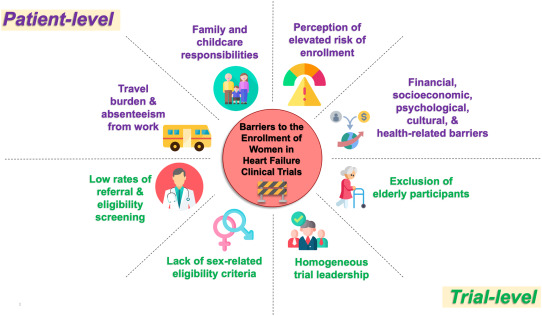 Patient-level
Family and
childcare
responsibilities
Perception of
elevated risk of
enrollment
Travel
burden &
absenteeism
from work
Financial,
socioeconomic,
psychological,
cultural, &
health-related barriers
Barriers to the
Enrollment of
Women in
Heart Failure
Clinical Trials
Low rates of
referral &
eligibility
screening
Exclusion of
elderly participants
Lack of sex-related
eligibility criteria
Homogeneous
trial leadership
Trial-level